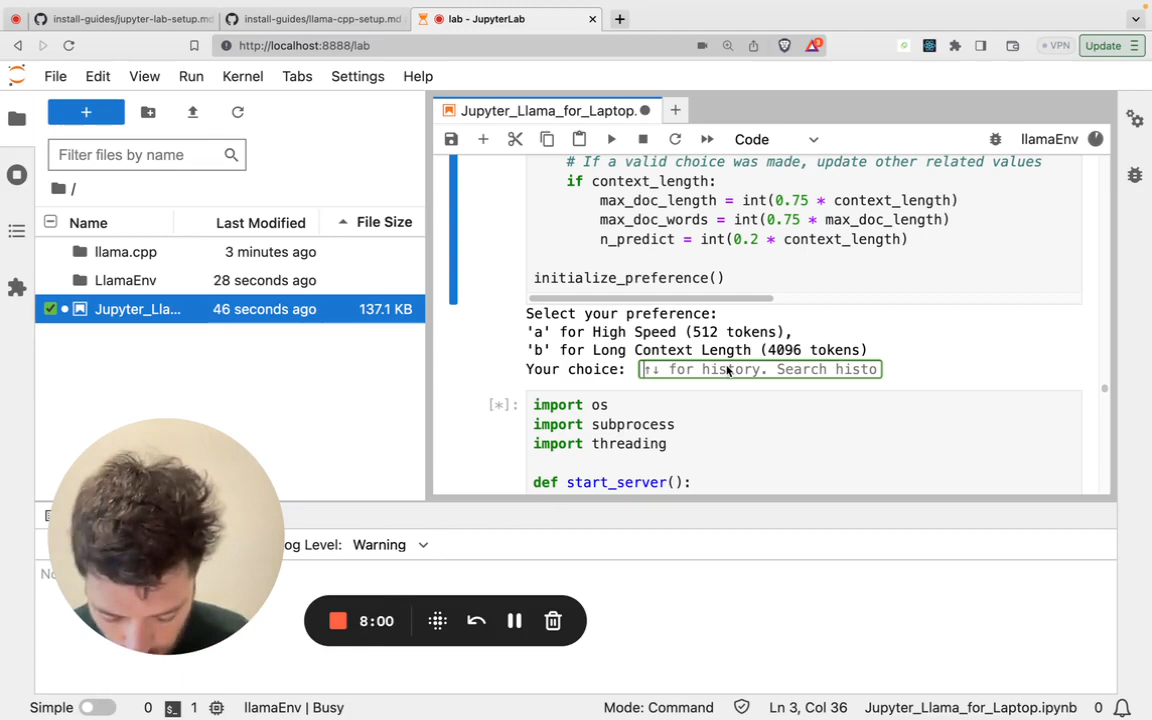 install-guides/jupyter-lab-setup.md
install-guides/llama-cpp-setup.md
lab - JupyterLab
http://localhost:8888/lab
VPN
Update
File Edit View Run Kernel Tabs Settings Help
Filter files by name
/
Name Last Modified File Size
llama.cpp 3 minutes ago
LlamaEnv 28 seconds ago
Jupyter_Lla... 46 seconds ago 137.1 KB
Jupyter_Llama_for_Laptop.
Code
llamaEnv
# If a valid choice was made, update other related values
if context_length:
max_doc_length = int(0.75 * context_length)
max_doc_words = int(0.75 * max_doc_length)
n_predict = int(0.2 * context_length)
initialize_preference()
Select your preference:
'a' for High Speed (512 tokens),
'b' for Long Context Length (4096 tokens)
Your choice: ↑↓ for history. Search histo
[*]: import os
import subprocess
import threading
def start_server():
og Level: Warning
No
8:00
Simple 0 1 llamaEnv | Busy Mode: Command Ln 3, Col 36 Jupyter_Llama_for_Laptop.ipynb 0